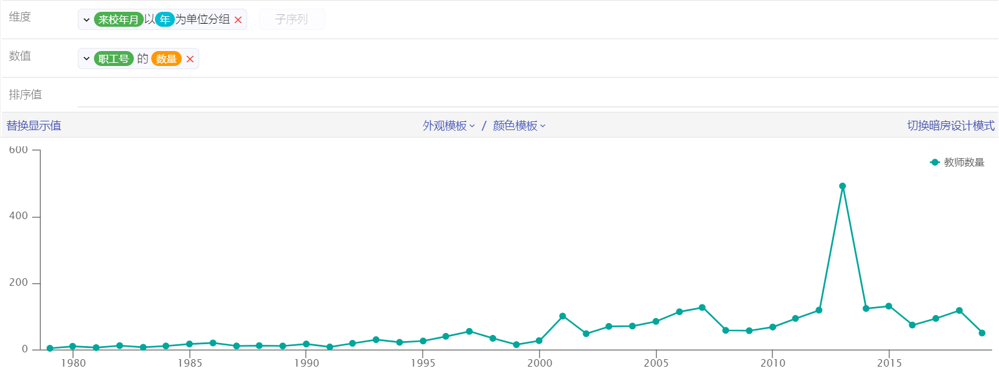 维度 来校年月 以 年 为单位分组 子序列
数值 职工号 的 数量
排序值
替换显示值 外观模板 / 颜色模板 切换暗房设计模式
600
教师数量
400
200
0
1980 1985 1990 1995 2000 2005 2010 2015